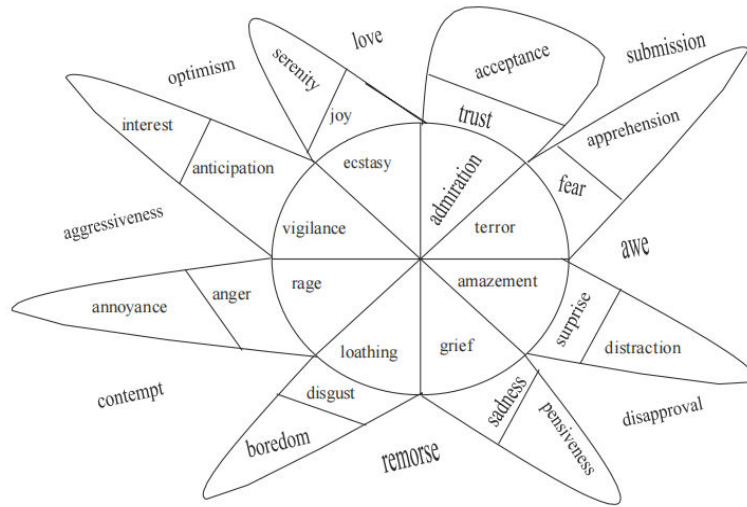 love
submission
optimism
serenity
acceptance
joy
trust
apprehension
interest
anticipation
ecstasy
admiration
fear
aggressiveness
vigilance
terror
awe
annoyance
anger
rage
amazement
surprise
distraction
contempt
loathing
grief
disgust
sadness
pensiveness
disapproval
boredom
remorse